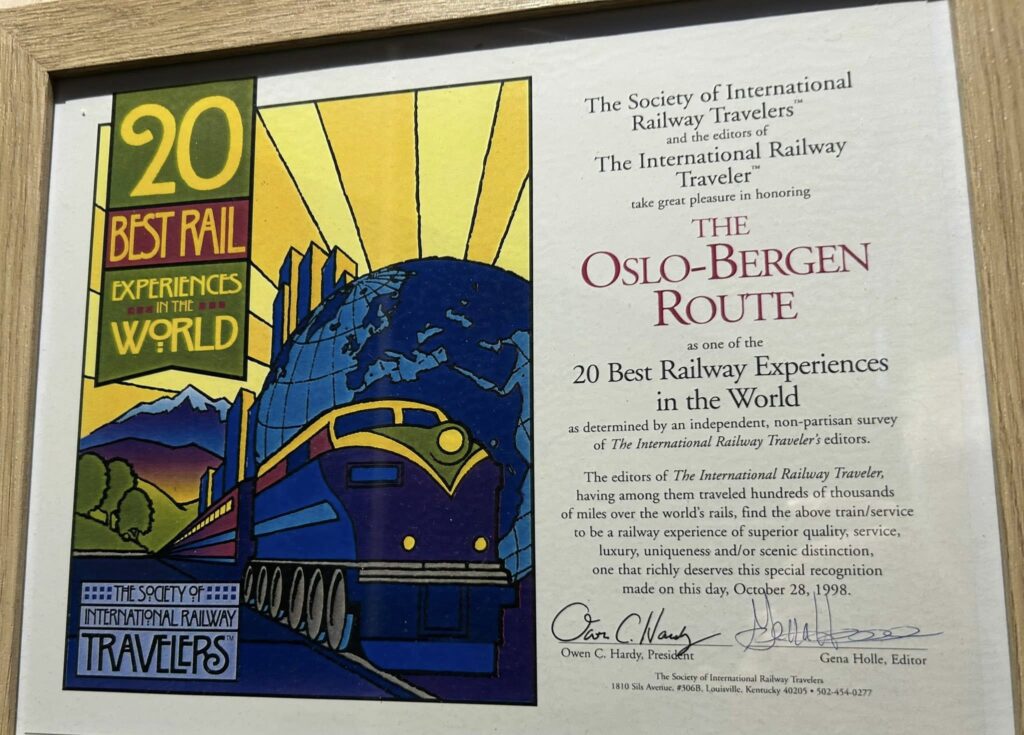 20
BEST RAIL
EXPERIENCES
IN THE
WORLD
THE SOCIETY OF
INTERNATIONAL RAILWAY
TRAVELERS™
The Society of International
Railway Travelers™
and the editors of
The International Railway
Traveler™
take great pleasure in honoring
THE
OSLO-BERGEN
ROUTE
as one of the
20 Best Railway Experiences
in the World
as determined by an independent, non-partisan survey
of The International Railway Traveler's editors.
The editors of The International Railway Traveler,
having among them traveled hundreds of thousands
of miles over the world's rails, find the above train/service
to be a railway experience of superior quality, service,
luxury, uniqueness and/or scenic distinction,
one that richly deserves this special recognition
made on this day, October 28, 1998.
Owen C. Hardy
Gena Holle
Owen C. Hardy, President
Gena Holle, Editor
The Society of International Railway Travelers
1810 Sils Avenue, #306B, Louisville, Kentucky 40205 • 502-454-0277